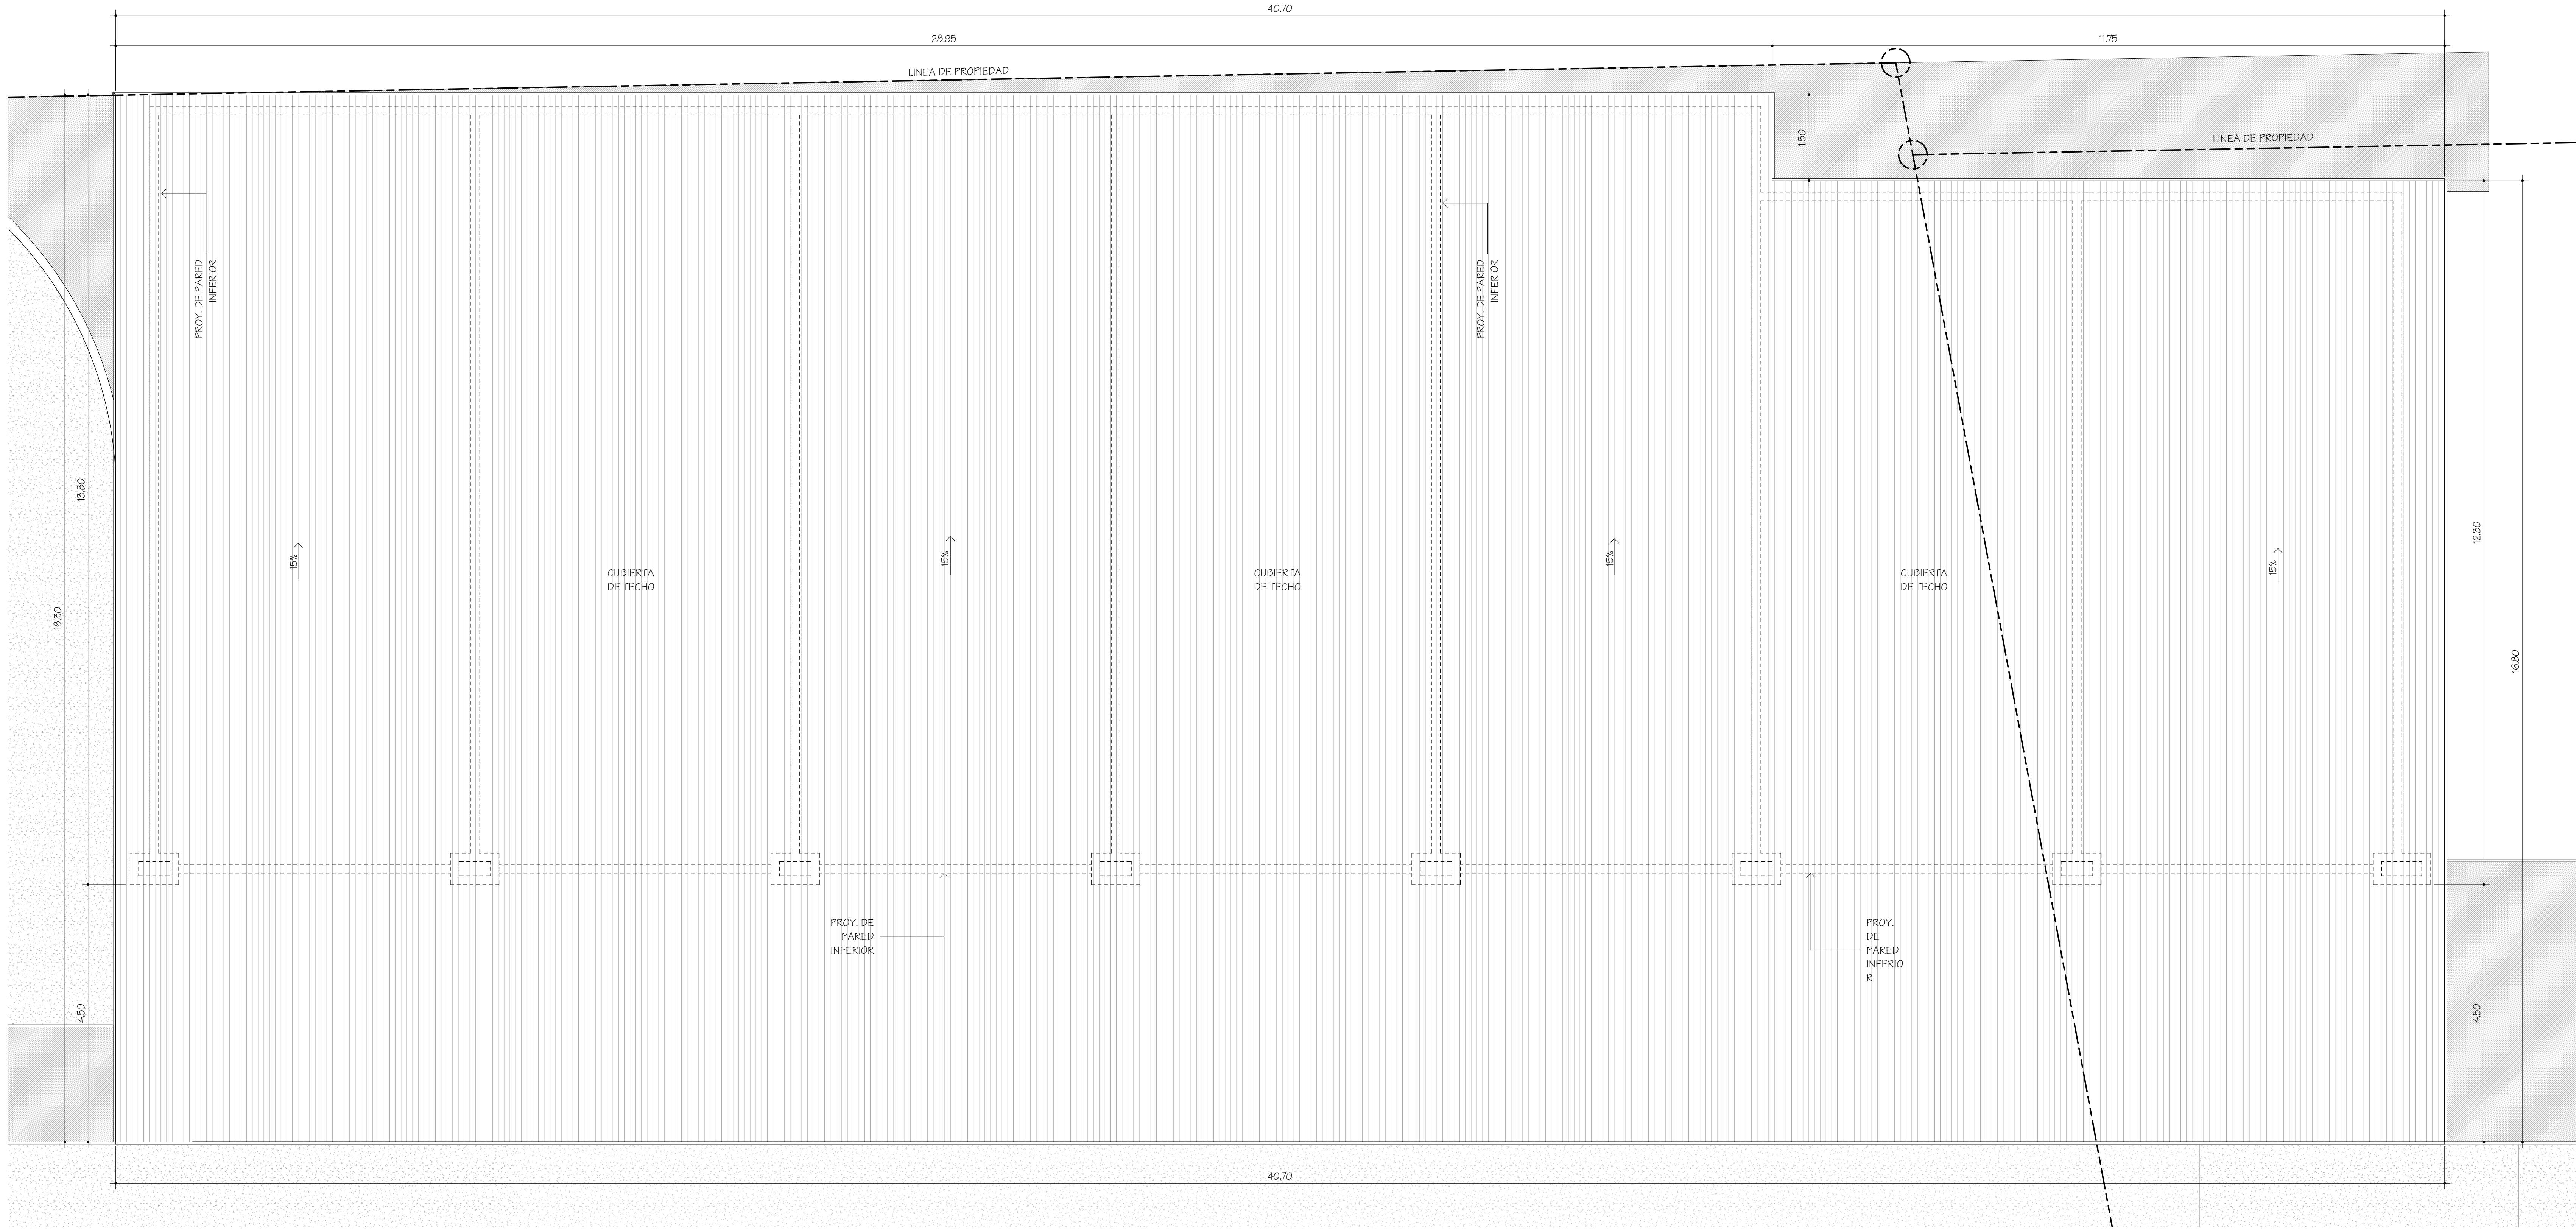 40.70
28.95
11.75
LINEA DE PROPIEDAD
LINEA DE PROPIEDAD
1.50
PROY. DE PARED
INFERIOR
PROY. DE PARED
INFERIOR
13.80
18.30
15%
CUBIERTA
DE TECHO
15%
CUBIERTA
DE TECHO
15%
CUBIERTA
DE TECHO
15%
12.30
16.80
PROY. DE
PARED
INFERIOR
PROY.
DE
PARED
INFERIO
R
4.50
4.50
40.70